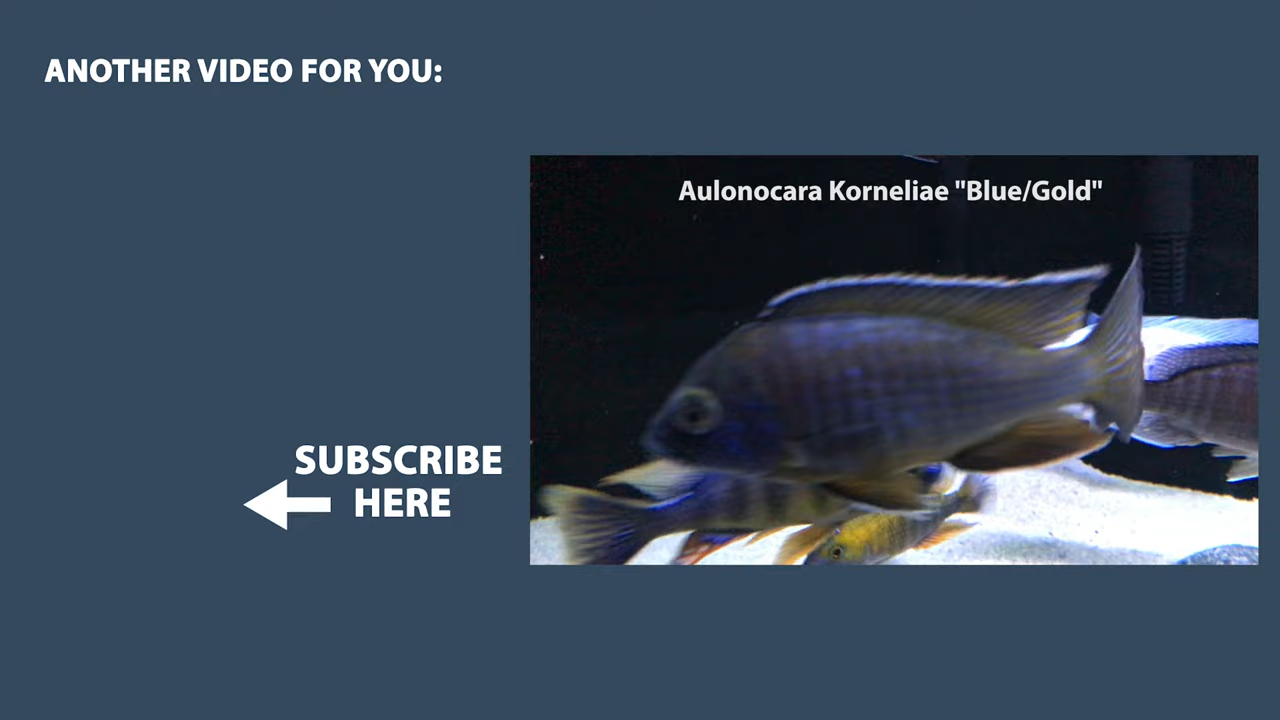 ANOTHER VIDEO FOR YOU:
Aulonocara Korneliae "Blue/Gold"
SUBSCRIBE
HERE